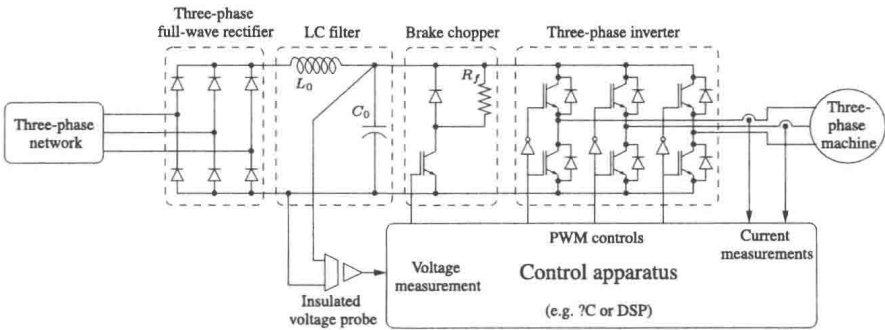 Three-phase
full-wave rectifier
LC filter
Brake chopper
Three-phase inverter
L0
C0
Rf
Three-phase
network
Three-
phase
machine
PWM controls
Current
measurements
Voltage
measurement
Control apparatus
(e.g. ?C or DSP)
Insulated
voltage probe